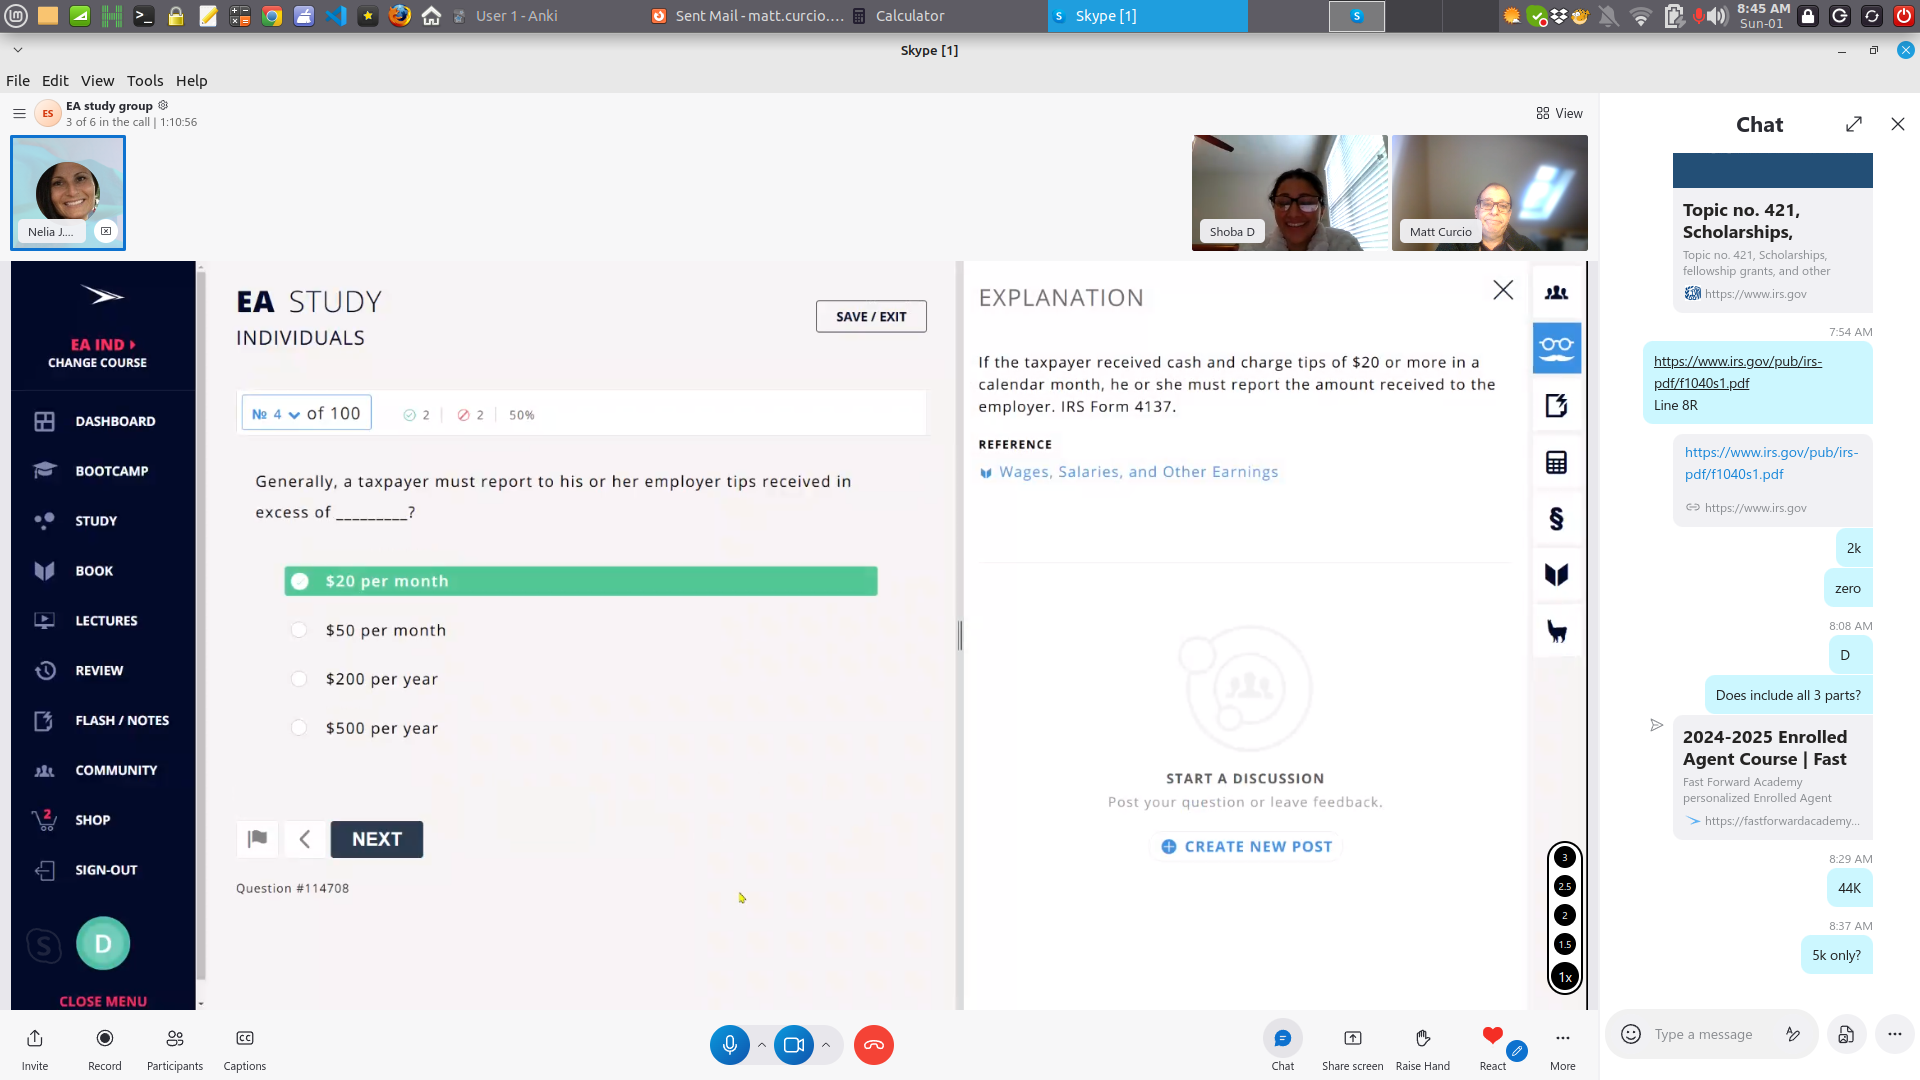 User 1 - Anki
Sent Mail - matt.curcio....
Calculator
Skype [1]
8:45 AM
Sun-01
Skype [1]
File Edit View Tools Help
ES
EA study group
3 of 6 in the call | 1:10:56
View
Nelia J....
Shoba D
Matt Curcio
EA IND
CHANGE COURSE
DASHBOARD
BOOTCAMP
STUDY
BOOK
LECTURES
REVIEW
FLASH / NOTES
COMMUNITY
2
SHOP
SIGN-OUT
D
CLOSE MENU
EA STUDY
INDIVIDUALS
SAVE / EXIT
№ 4 of 100
2
2
50%
Generally, a taxpayer must report to his or her employer tips received in
excess of _________?
$20 per month
$50 per month
$200 per year
$500 per year
NEXT
Question #114708
EXPLANATION
If the taxpayer received cash and charge tips of $20 or more in a
calendar month, he or she must report the amount received to the
employer. IRS Form 4137.
REFERENCE
Wages, Salaries, and Other Earnings
START A DISCUSSION
Post your question or leave feedback.
CREATE NEW POST
§
3
2.5
2
1.5
1x
Chat
Topic no. 421,
Scholarships,
Topic no. 421, Scholarships,
fellowship grants, and other
https://www.irs.gov
7:54 AM
https://www.irs.gov/pub/irs-
pdf/f1040s1.pdf
Line 8R
https://www.irs.gov/pub/irs-
pdf/f1040s1.pdf
https://www.irs.gov
2k
zero
8:08 AM
D
Does include all 3 parts?
2024-2025 Enrolled
Agent Course | Fast
Fast Forward Academy
personalized Enrolled Agent
https://fastforwardacademy...
8:29 AM
44K
8:37 AM
5k only?
Type a message
Invite
Record
Participants
CC
Captions
Chat
Share screen
Raise Hand
React
More